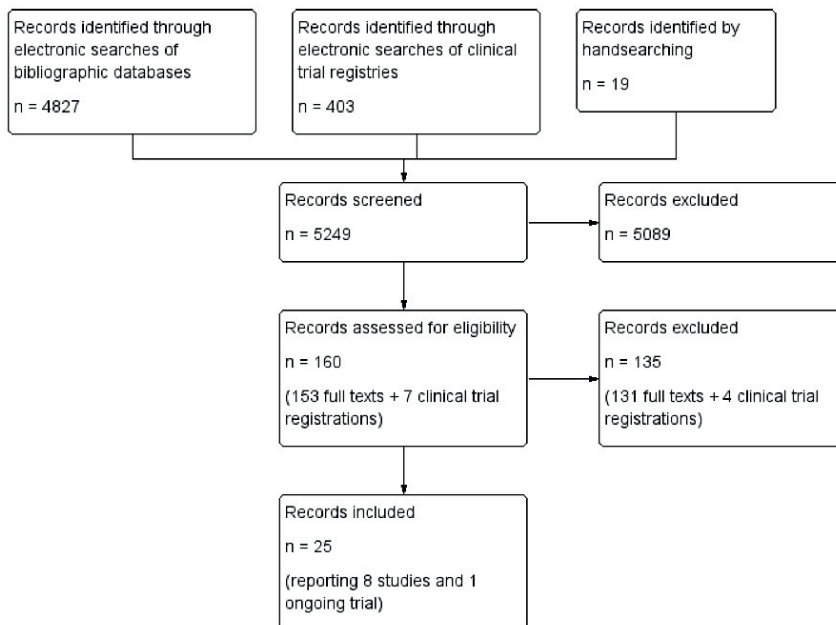 Records identified through
electronic searches of
bibliographic databases
n = 4827
Records identified through
electronic searches of clinical
trial registries
n = 403
Records identified by
handsearching
n = 19
Records screened
n = 5249
Records excluded
n = 5089
Records assessed for eligibility
n = 160
(153 full texts + 7 clinical trial
registrations)
Records excluded
n = 135
(131 full texts + 4 clinical trial
registrations)
Records included
n = 25
(reporting 8 studies and 1
ongoing trial)